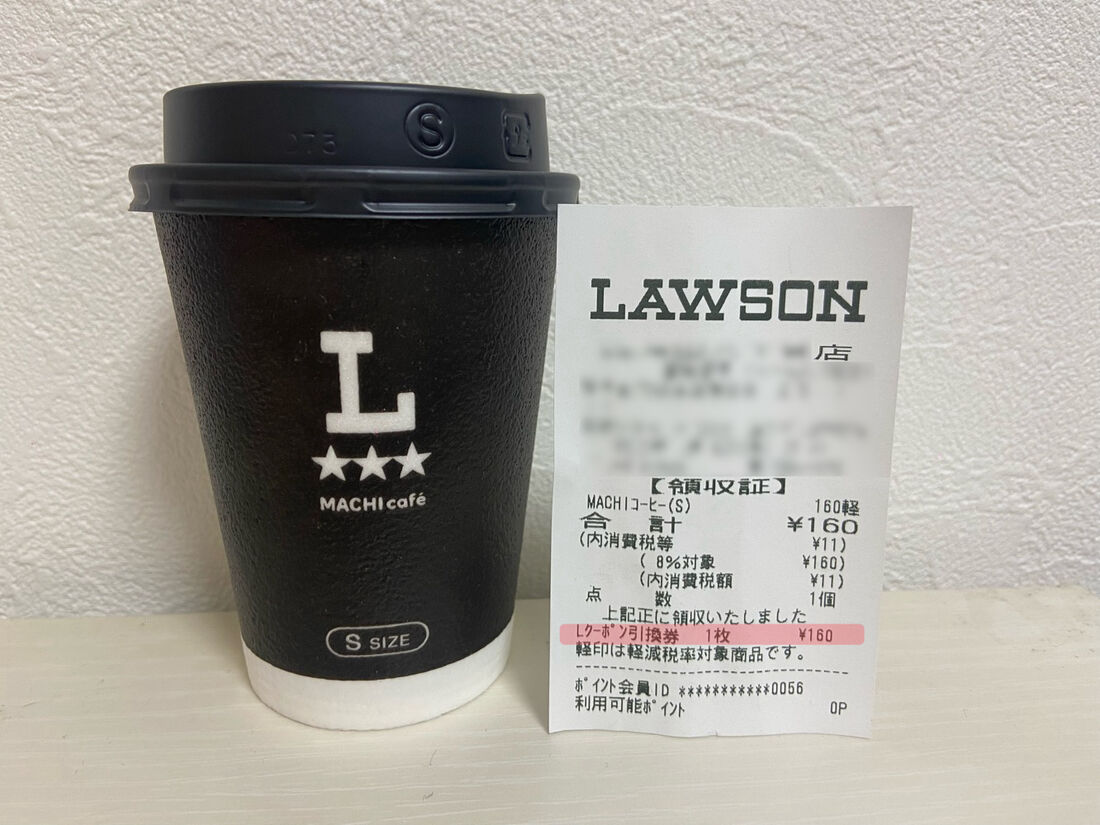 S
L
MACHI café
S SIZE
LAWSON
店
【領収証】
MACHIコーヒー(S) 160軽
合 計 ¥160
(内消費税等 ¥11)
( 8%対象 ¥160)
(内消費税額 ¥11)
点 数 1個
上記正に領収いたしました
Lクーポン引換券 1枚 ¥160
軽印は軽減税率対象商品です。
ポイント会員ID ***********0056
利用可能ポイント 0P